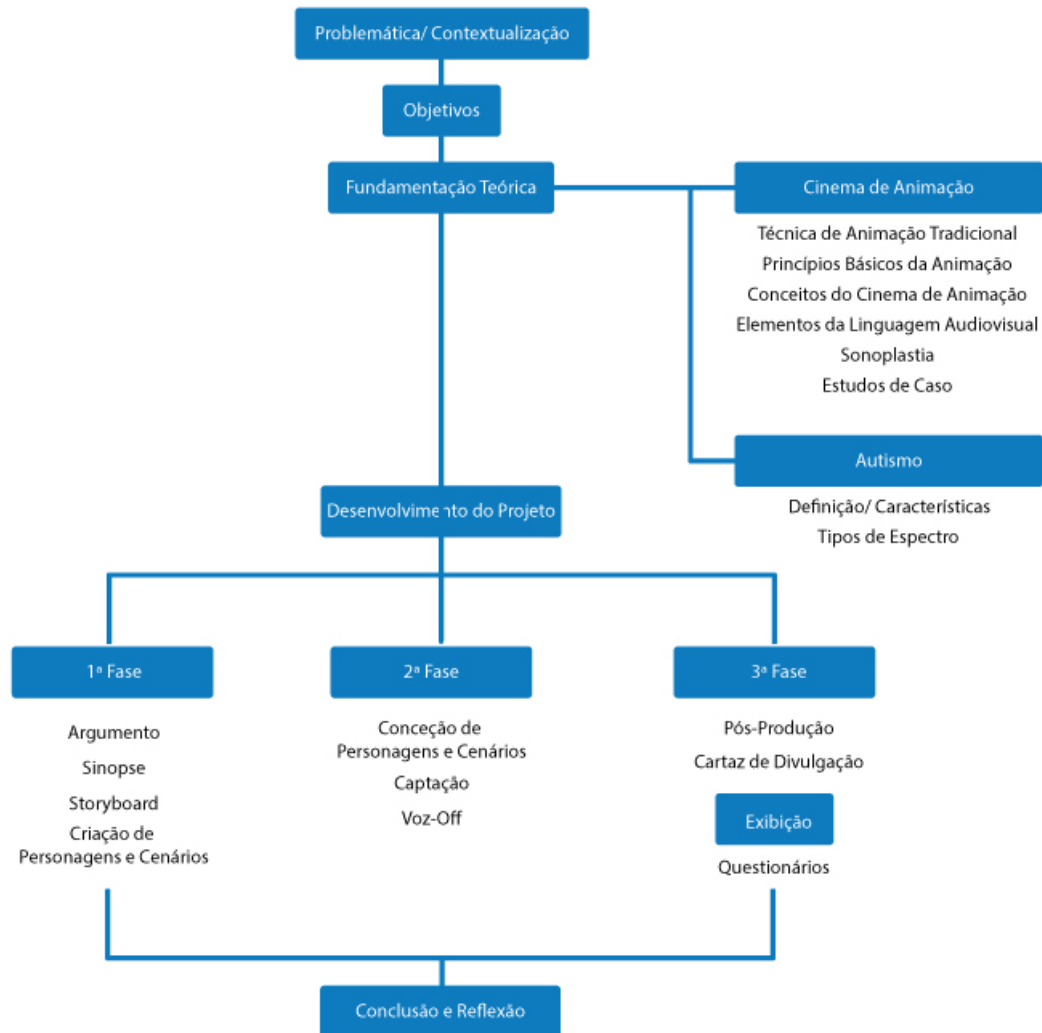 Problemática/ Contextualização
Objetivos
Fundamentação Teórica
Cinema de Animação
Técnica de Animação Tradicional
Princípios Básicos da Animação
Conceitos do Cinema de Animação
Elementos da Linguagem Audiovisual
Sonoplastia
Estudos de Caso
Autismo
Definição/ Características
Tipos de Espectro
Desenvolvimento do Projeto
1ª Fase
Argumento
Sinopse
Storyboard
Criação de
Personagens e Cenários
2ª Fase
Conceção de
Personagens e Cenários
Captação
Voz-Off
3ª Fase
Pós-Produção
Cartaz de Divulgação
Exibição
Questionários
Conclusão e Reflexão